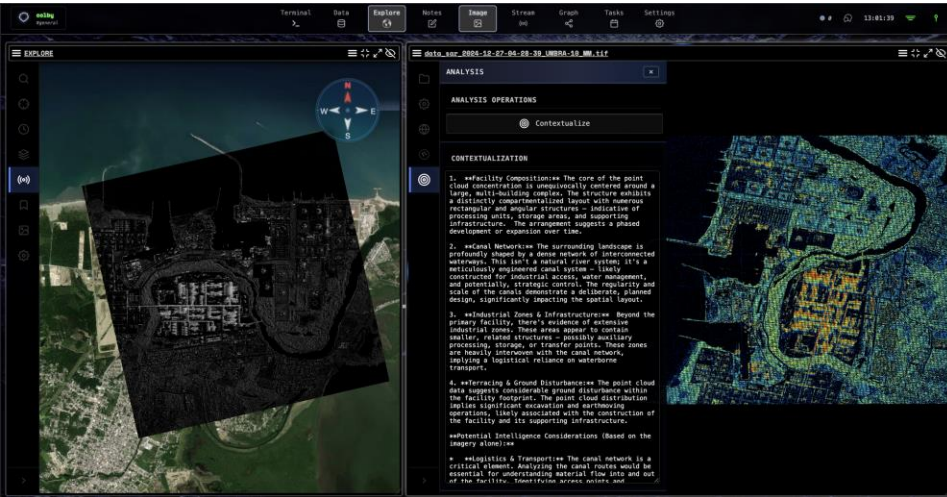 oolby
@general
Terminal
Data
Explore
Notes
Image
Stream
Graph
Tasks
Settings
13:01:39
EXPLORE
N
W
E
S
data_sar_2024-12-27-04-28-39_UMBRA-10_MM.tif
ANALYSIS
ANALYSIS OPERATIONS
Contextualize
CONTEXTUALIZATION
1. **Facility Composition:** The core of the point
cloud concentration is unequivocally centered around a
large, multi-building complex. The structure exhibits
a distinctly compartmentalized layout with numerous
rectangular and angular structures – indicative of
processing units, storage areas, and supporting
infrastructure. The arrangement suggests a phased
development or expansion over time.
2. **Canal Network:** The surrounding landscape is
profoundly shaped by a dense network of interconnected
waterways. This isn't a natural river system; it's a
meticulously engineered canal system – likely
constructed for industrial access, water management,
and potentially, strategic control. The regularity and
scale of the canals demonstrate a deliberate, planned
design, significantly impacting the spatial layout.
3. **Industrial Zones & Infrastructure:** Beyond the
primary facility, there's evidence of extensive
industrial zones. These areas appear to contain
smaller, related structures – possibly auxiliary
processing, storage, or transfer points. These zones
are heavily interwoven with the canal network,
implying a logistical reliance on waterborne
transport.
4. **Terracing & Ground Disturbance:** The point cloud
data suggests considerable ground disturbance within
the facility footprint. The point cloud distribution
implies significant excavation and earthmoving
operations, likely associated with the construction of
the facility and its supporting infrastructure.
**Potential Intelligence Considerations (Based on the
imagery alone):**
* **Logistics & Transport:** The canal network is a
critical element. Analyzing the canal routes would be
essential for understanding material flow into and out
of the facility. Identifying access points and